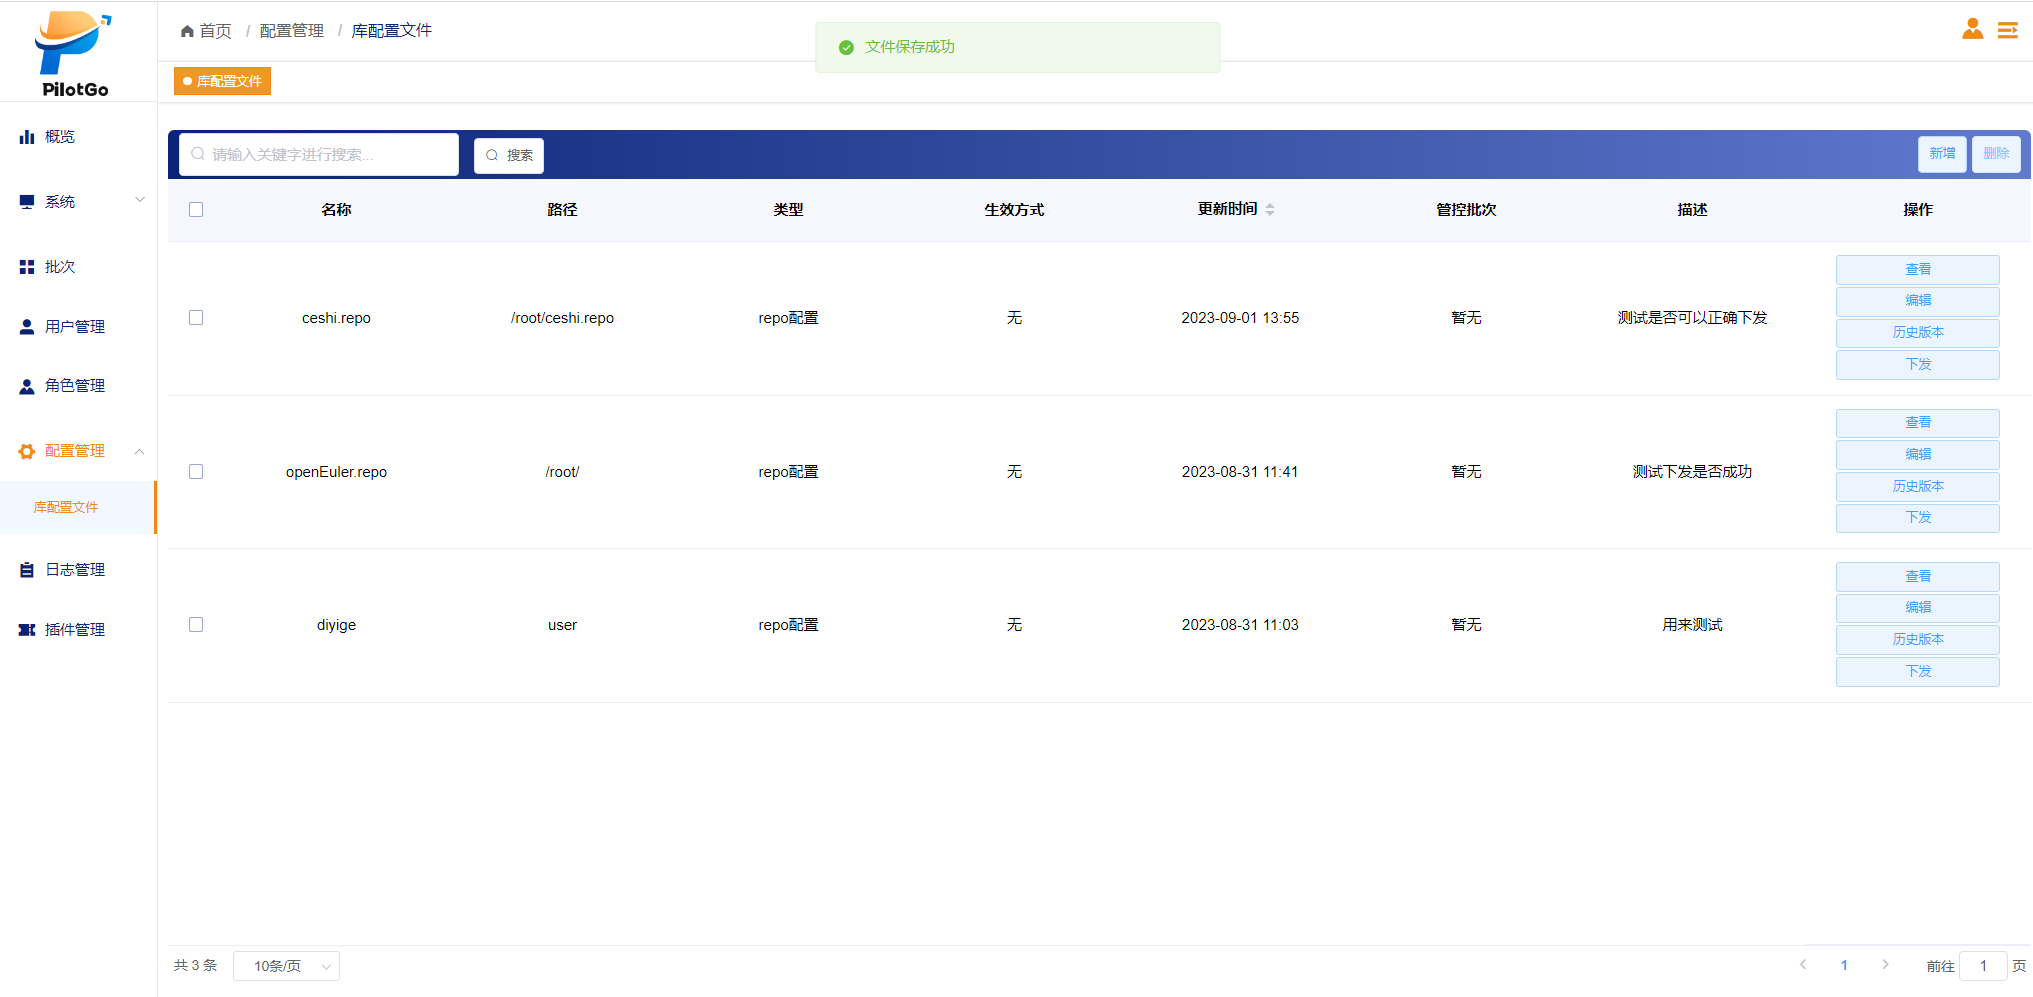 PilotGo
首页 / 配置管理 / 库配置文件
文件保存成功
库配置文件
概览
系统
批次
用户管理
角色管理
配置管理
库配置文件
日志管理
插件管理
请输入关键字进行搜索... 搜索 新增 删除
名称 路径 类型 生效方式 更新时间 管控批次 描述 操作
ceshi.repo /root/ceshi.repo repo配置 无 2023-09-01 13:55 暂无 测试是否可以正确下发
查看
编辑
历史版本
下发
openEuler.repo /root/ repo配置 无 2023-08-31 11:41 暂无 测试下发是否成功
查看
编辑
历史版本
下发
diyige user repo配置 无 2023-08-31 11:03 暂无 用来测试
查看
编辑
历史版本
下发
共 3 条 10条/页 1 前往 1 页